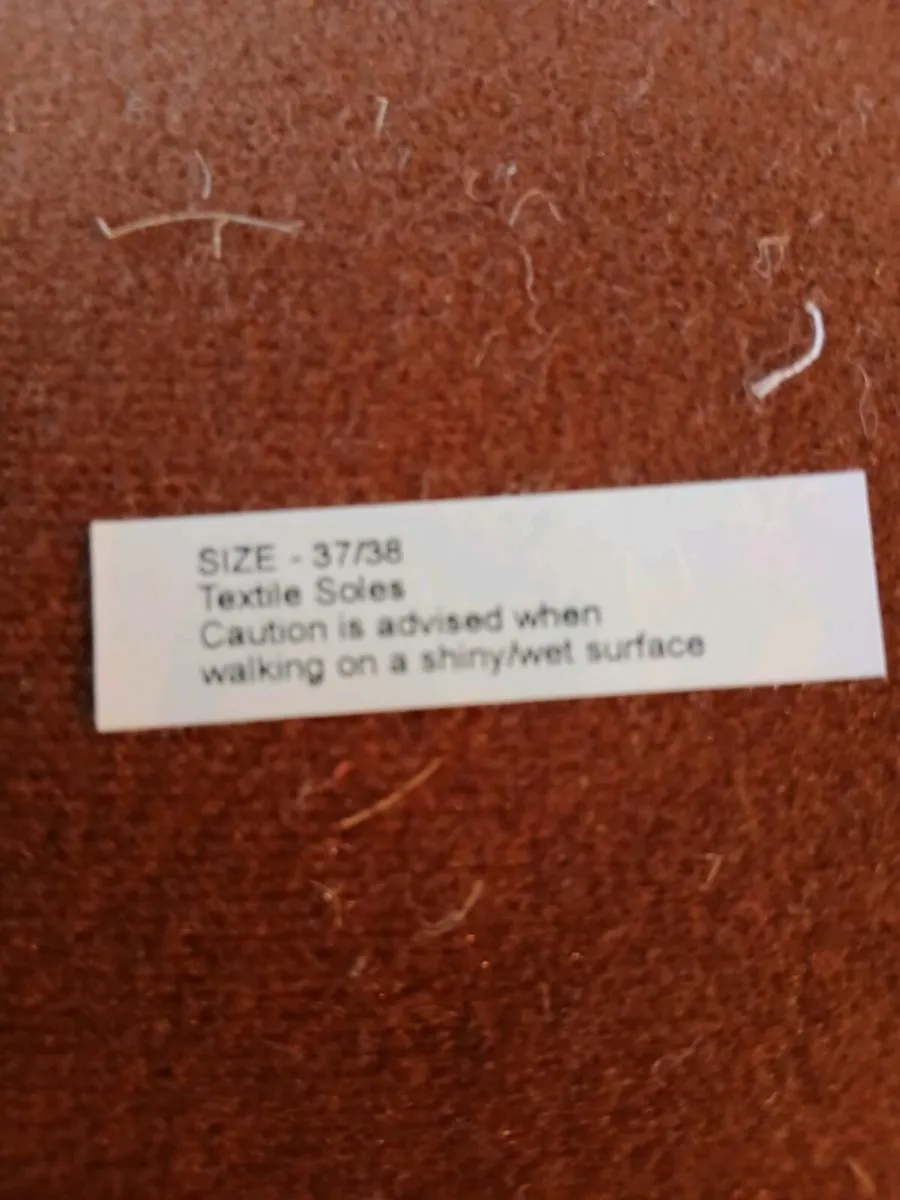 SIZE - 37/38
Textile Soles
Caution is advised when
walking on a shiny/wet surface